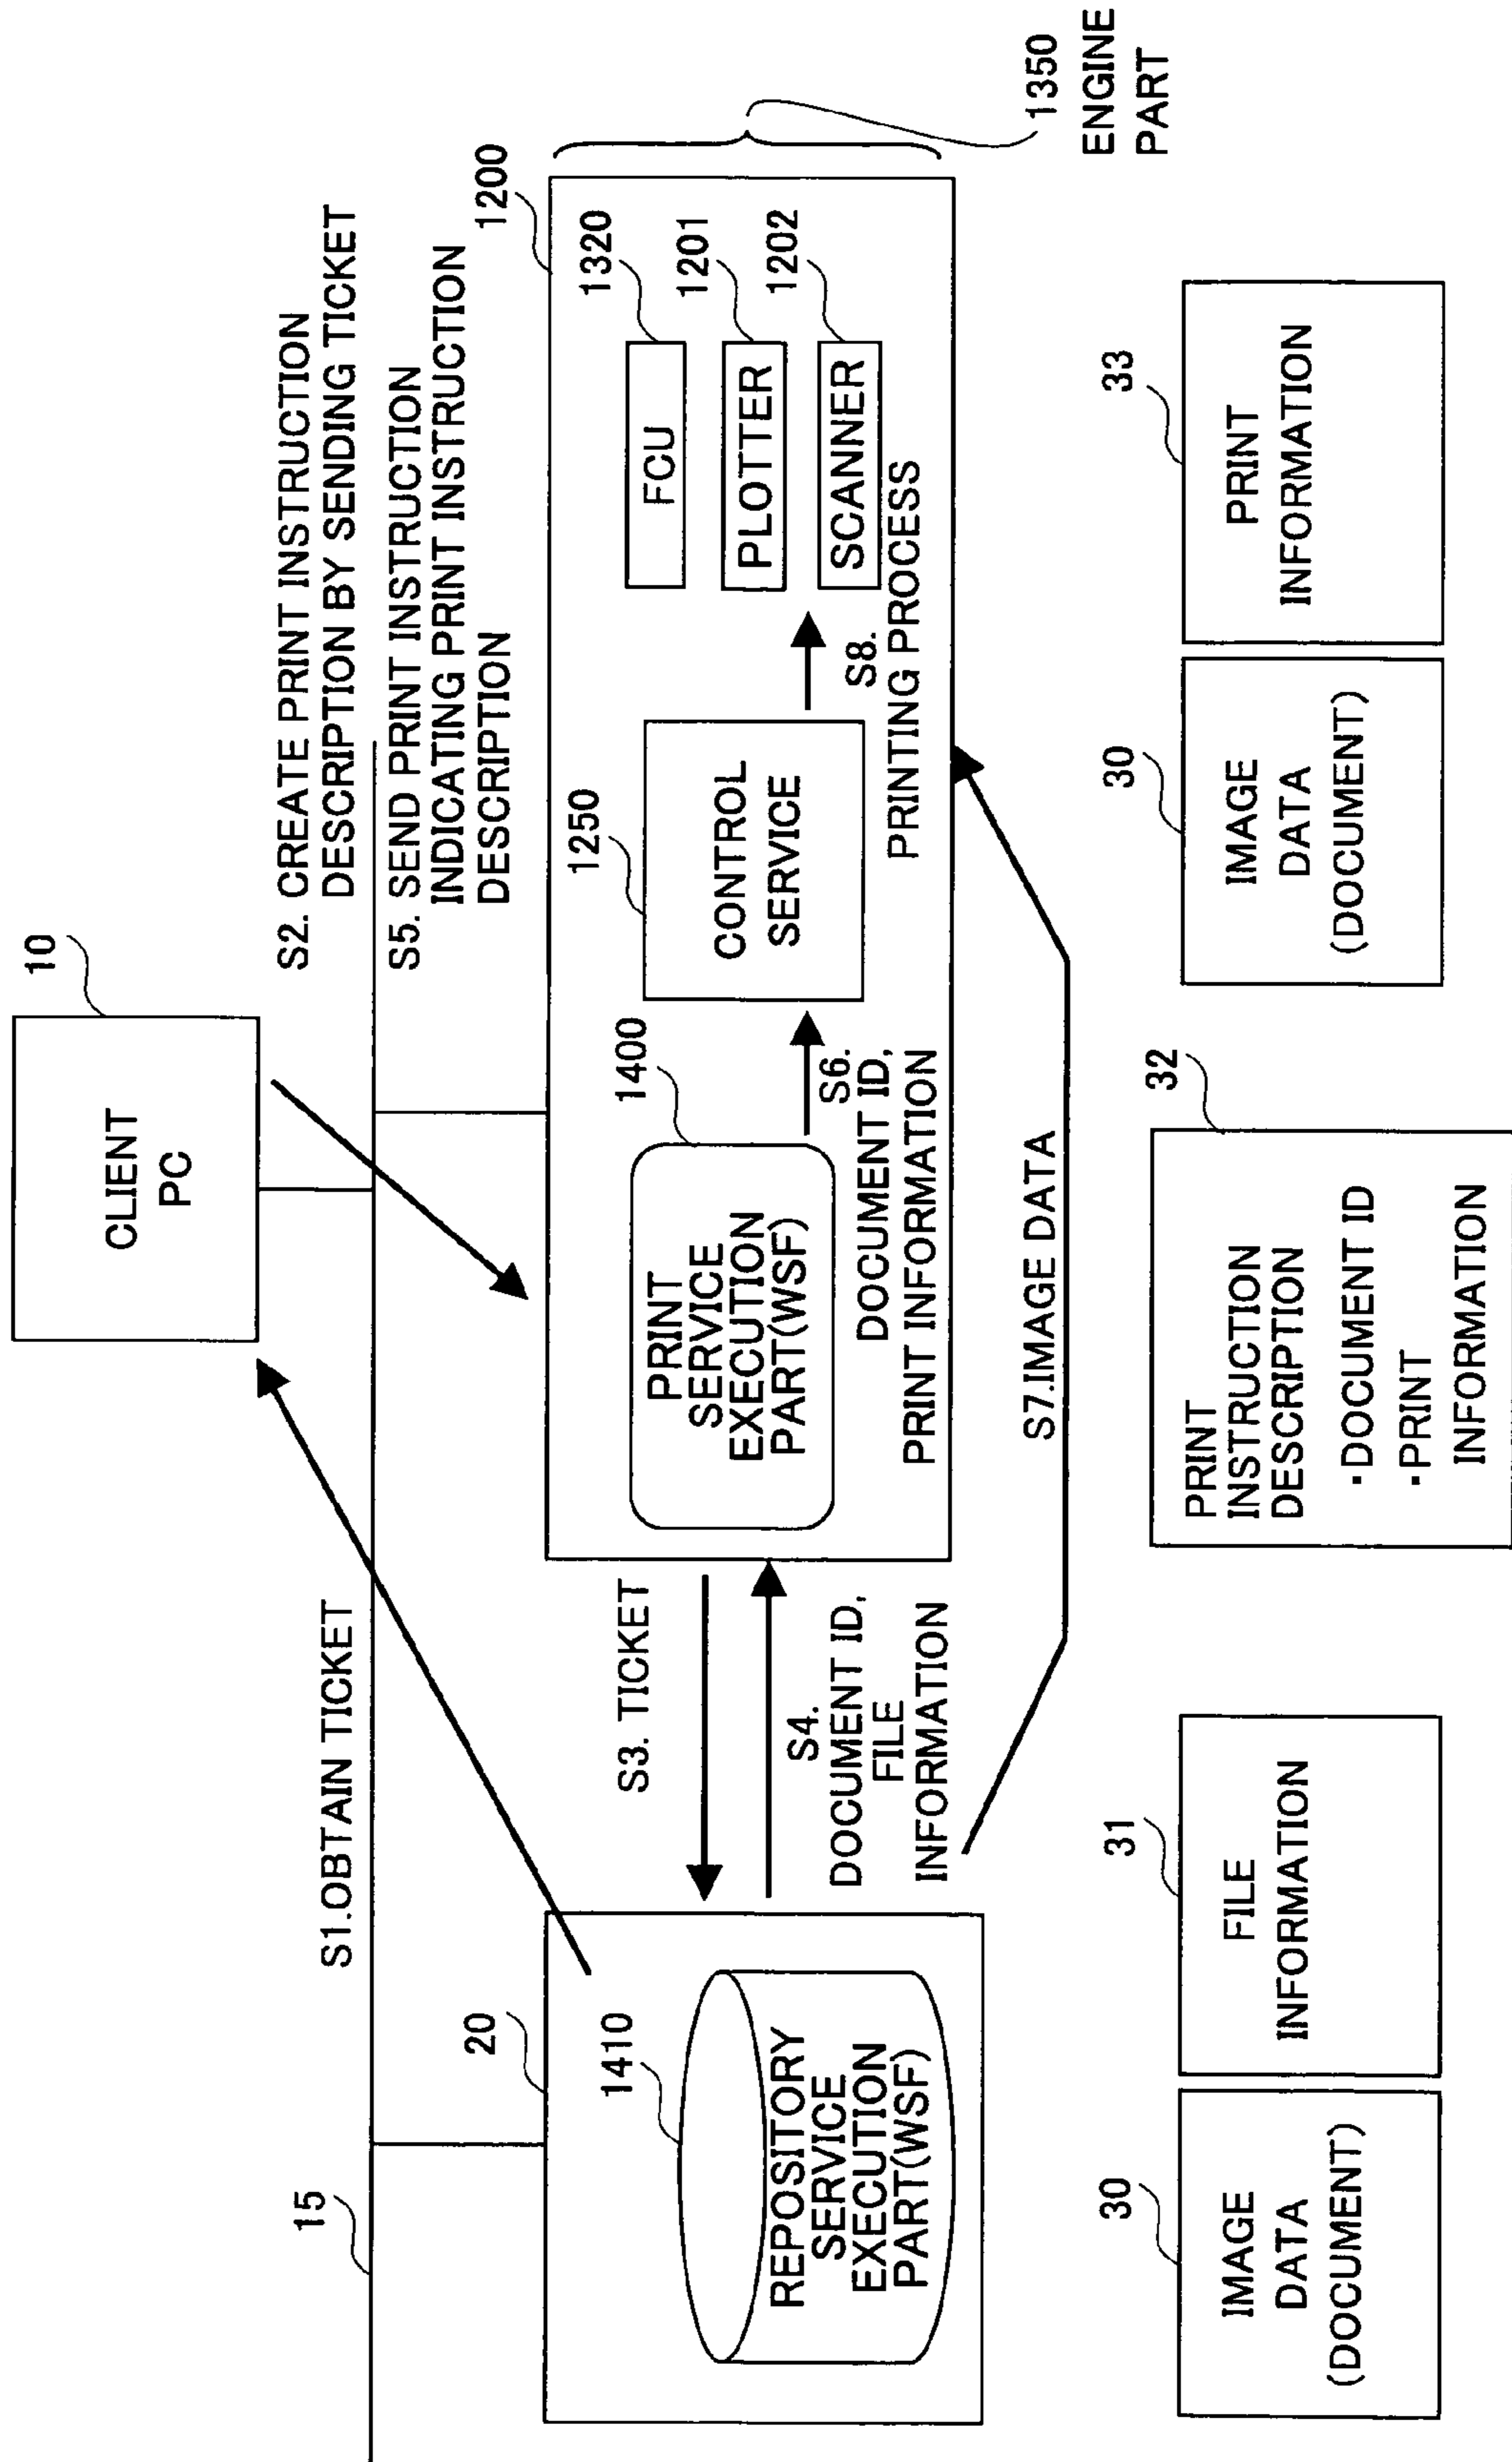 10
CLIENT
PC
S2. CREATE PRINT INSTRUCTION
DESCRIPTION BY SENDING TICKET
S5. SEND PRINT INSTRUCTION
INDICATING PRINT INSTRUCTION
DESCRIPTION
S1.OBTAIN TICKET
15
20
1410
REPOSITORY
SERVICE
EXECUTION
PART(WSF)
S3. TICKET
S4.
DOCUMENT ID,
FILE
INFORMATION
1200
1400
PRINT
SERVICE
EXECUTION
PART(WSF)
S6.
DOCUMENT ID,
PRINT INFORMATION
1250
CONTROL
SERVICE
S8.
PRINTING PROCESS
1320
FCU
1201
PLOTTER
1202
SCANNER
1350
ENGINE
PART
S7.IMAGE DATA
30
IMAGE
DATA
(DOCUMENT)
31
FILE
INFORMATION
32
PRINT
INSTRUCTION
DESCRIPTION
・DOCUMENT ID
・PRINT
INFORMATION
30
IMAGE
DATA
(DOCUMENT)
33
PRINT
INFORMATION